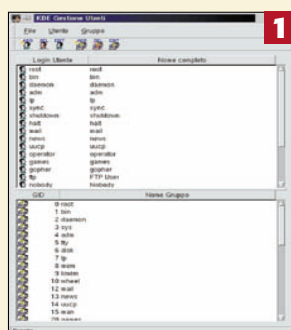 1
KDE Gestione Utenti
File Utente Gruppo
Login Utente Nome completo
root root
bin bin
daemon daemon
adm adm
lp lp
sync sync
shutdown shutdown
halt halt
mail mail
news news
uucp uucp
operator operator
games games
gopher gopher
ftp FTP User
nobody Nobody
GID Nome Gruppo
0 root
1 bin
2 daemon
3 sys
4 adm
5 tty
6 disk
7 lp
8 mem
9 kmem
10 wheel
12 mail
13 news
14 uucp
15 man
20 games